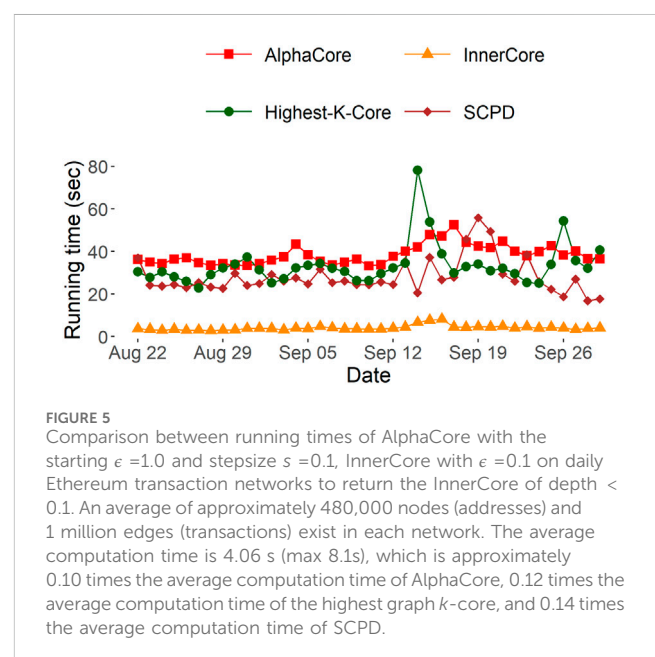 AlphaCore
InnerCore
Highest-K-Core
SCPD
Running time (sec)
80
60
40
20
0
Aug 22
Aug 29
Sep 05
Sep 12
Sep 19
Sep 26
Date
FIGURE 5
Comparison between running times of AlphaCore with the
starting ϵ =1.0 and stepsize s =0.1, InnerCore with ϵ =0.1 on daily
Ethereum transaction networks to return the InnerCore of depth <
0.1. An average of approximately 480,000 nodes (addresses) and
1 million edges (transactions) exist in each network. The average
computation time is 4.06 s (max 8.1s), which is approximately
0.10 times the average computation time of AlphaCore, 0.12 times the
average computation time of the highest graph k-core, and 0.14 times
the average computation time of SCPD.